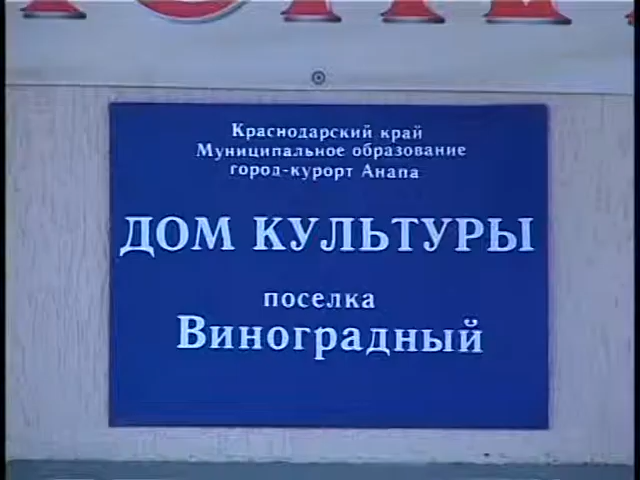 Краснодарский край
Муниципальное образование
город-курорт Анапа
ДОМ КУЛЬТУРЫ
поселка
Виноградный